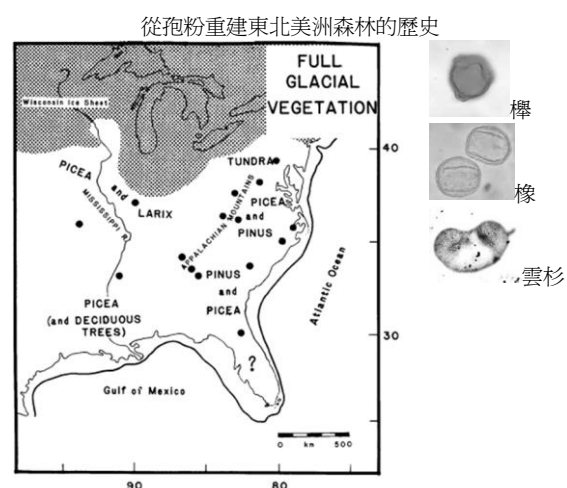 從孢粉重建東北美洲森林的歷史
FULL
GLACIAL
VEGETATION
Wisconsin Ice Sheet
PICEA
and
LARIX
MISSISSIPPI R.
TUNDRA
APPALACHIAN MOUNTAINS
PICEA
and
PINUS
PINUS
and
PICEA
PICEA
(and DECIDUOUS
TREES)
?
Atlantic Ocean
Gulf of Mexico
0 km 500
40
30
90
80
櫸
橡
雲杉